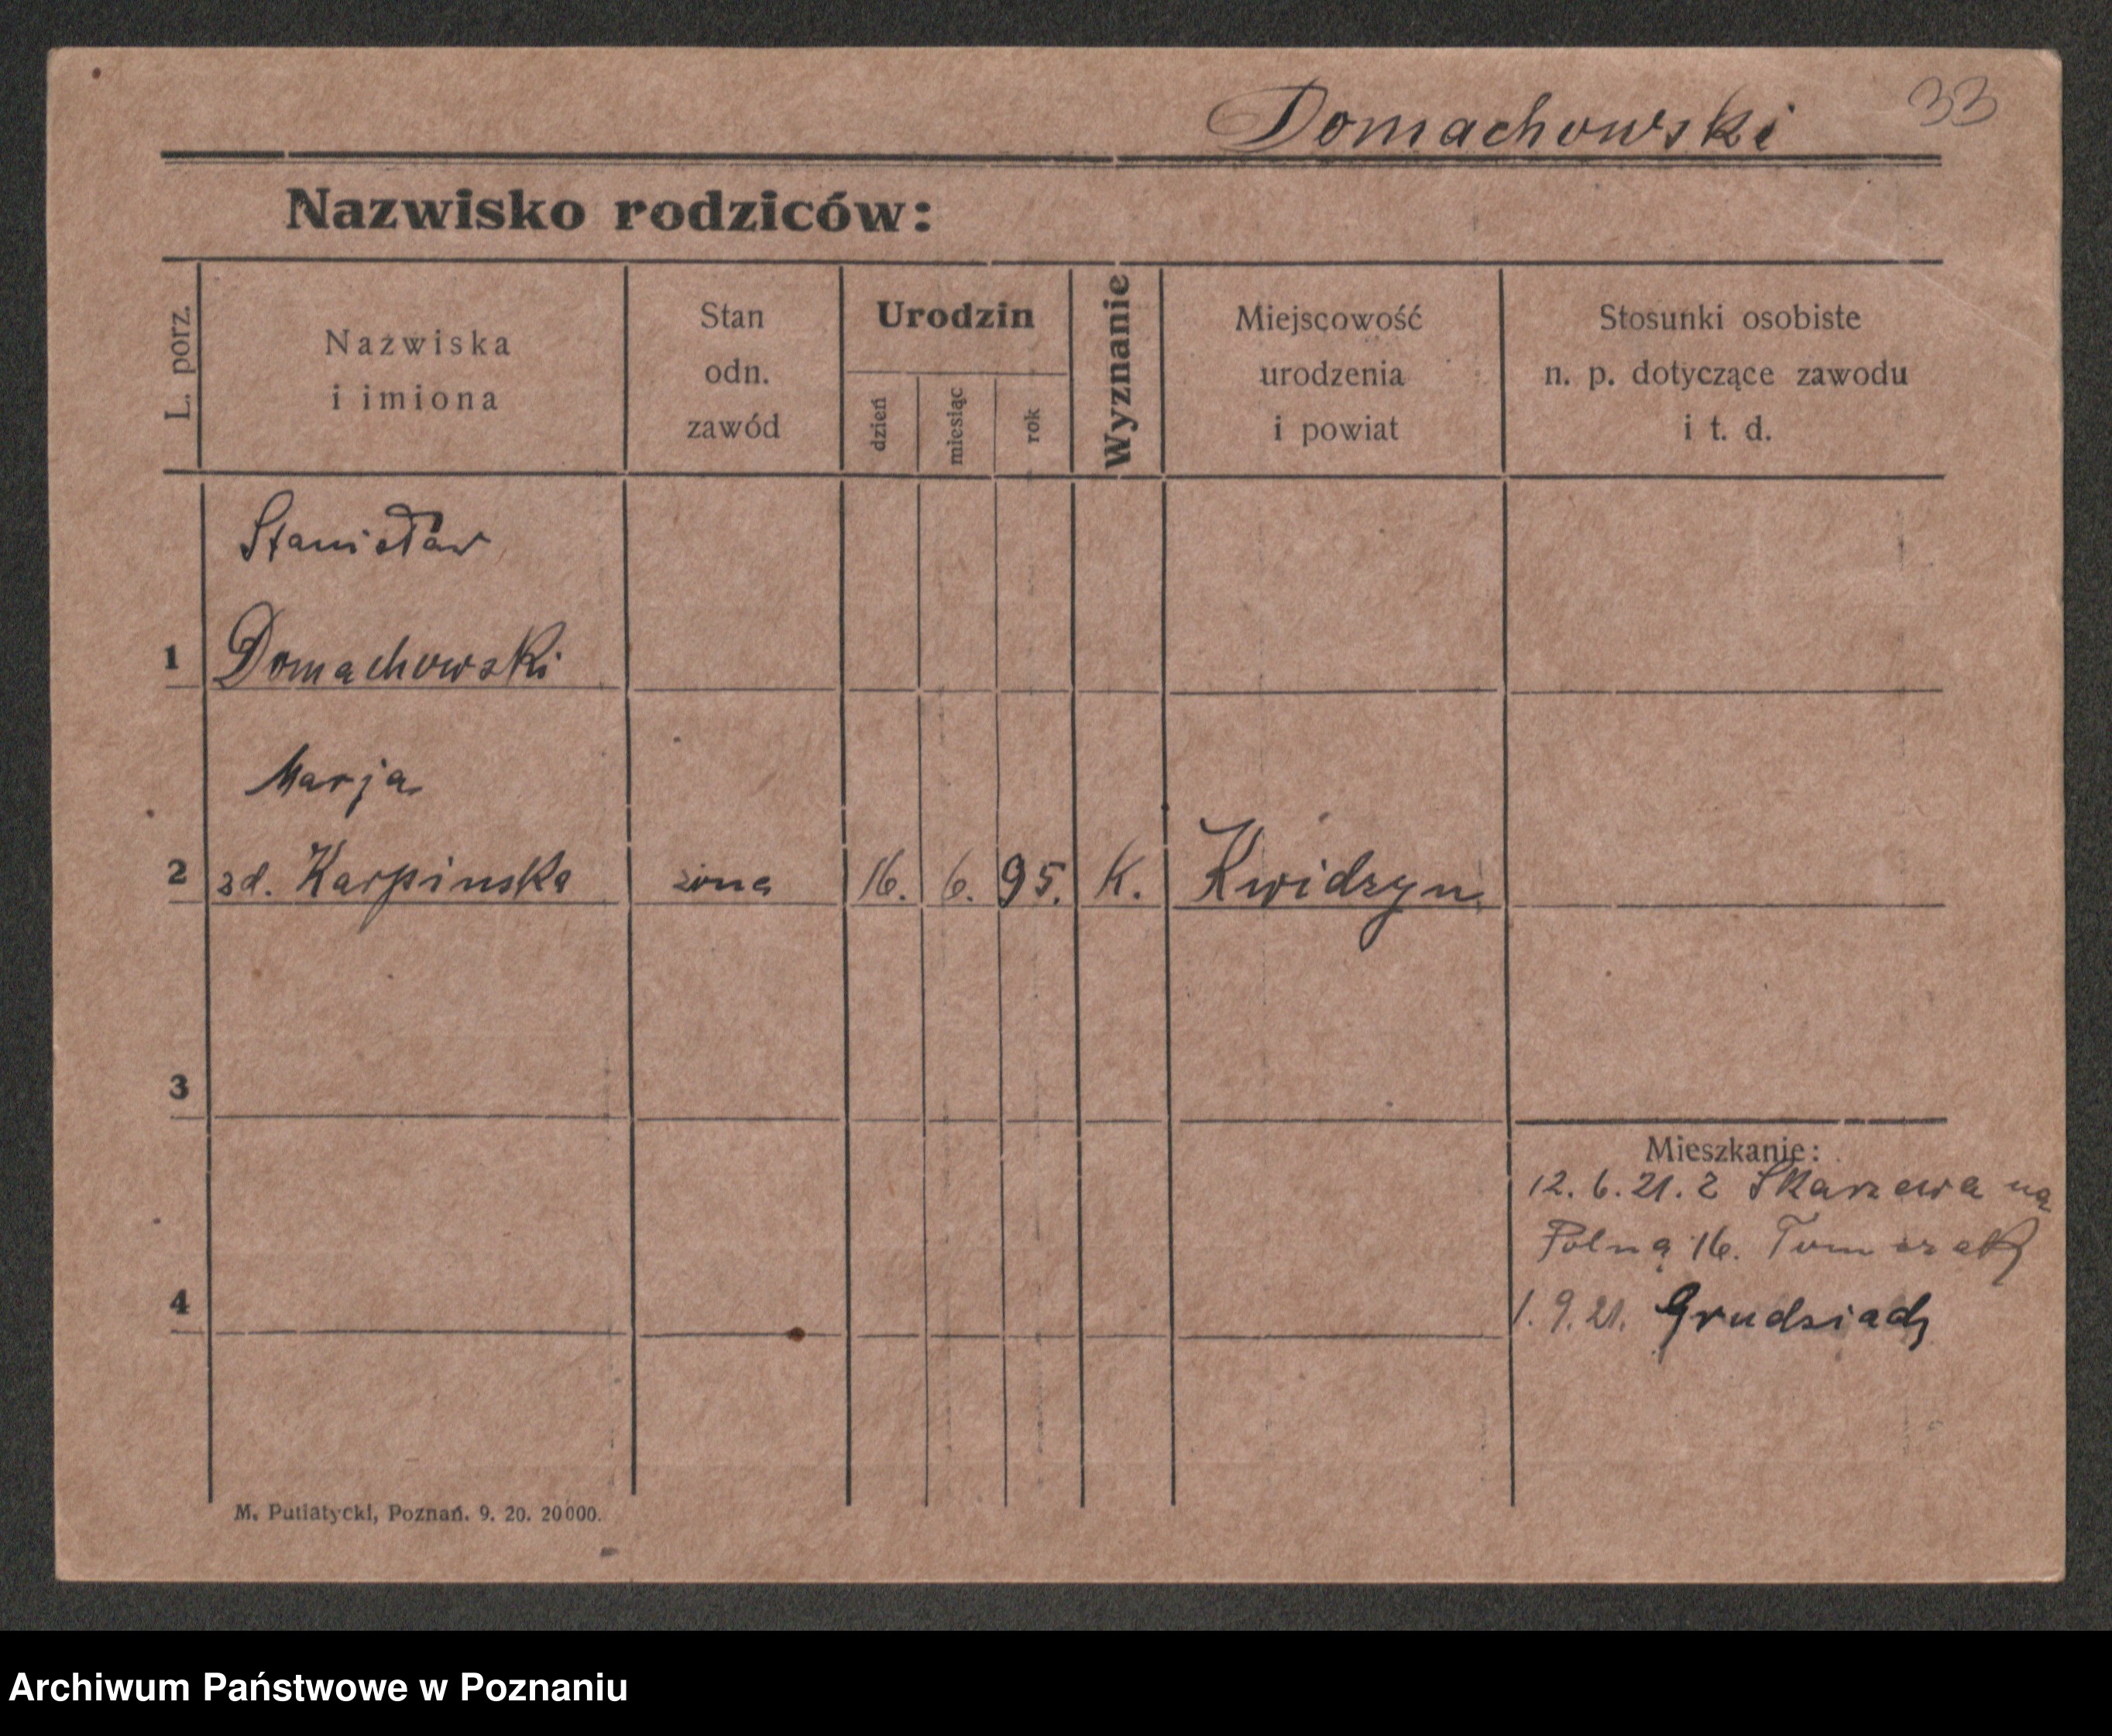 Domachowski 33
Nazwisko rodziców:
L. porz.
Nazwiska
i imiona
Stan
odn.
zawód
Urodzin
dzień
miesiąc
rok
Wyznanie
Miejscowość
urodzenia
i powiat
Stosunki osobiste
n. p. dotyczące zawodu
i t. d.
Stanisław
1 Domachowski
Marja
2 zd. Karpinska żona 16. 6. 95. K. Kwidzyn
3
4
Mieszkanie:
12. 6. 21. z Skarzewa na
Polną 16. Tomczak
1. 9. 21. Grudziadz
M. Putiatycki, Poznań. 9. 20. 20000.
Archiwum Państwowe w Poznaniu